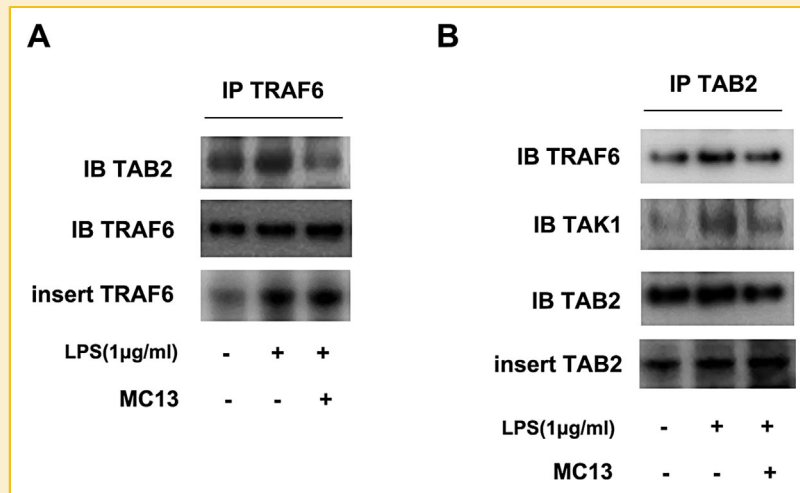 A
IP TRAF6
IB TAB2
IB TRAF6
insert TRAF6
LPS(1µg/ml) - + +
MC13 - - +
B
IP TAB2
IB TRAF6
IB TAK1
IB TAB2
insert TAB2
LPS(1µg/ml) - + +
MC13 - - +